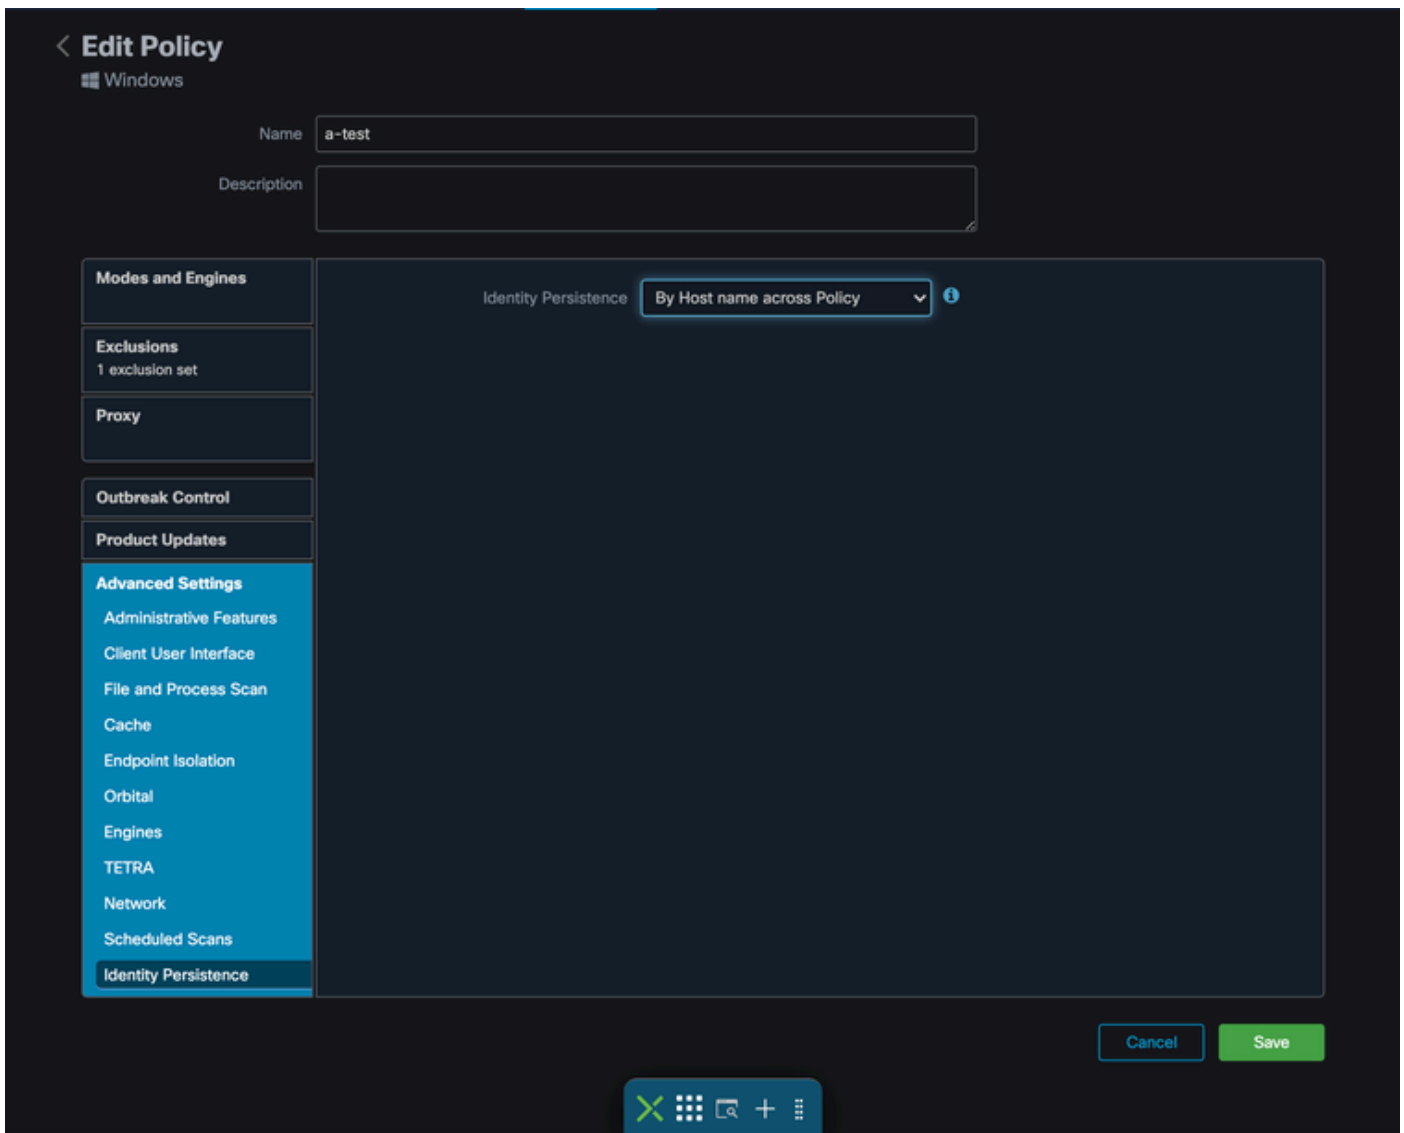 Edit Policy
Windows
Name
a-test
Description
Modes and Engines
Exclusions
1 exclusion set
Proxy
Outbreak Control
Product Updates
Advanced Settings
Administrative Features
Client User Interface
File and Process Scan
Cache
Endpoint Isolation
Orbital
Engines
TETRA
Network
Scheduled Scans
Identity Persistence
Identity Persistence
By Host name across Policy
Cancel
Save